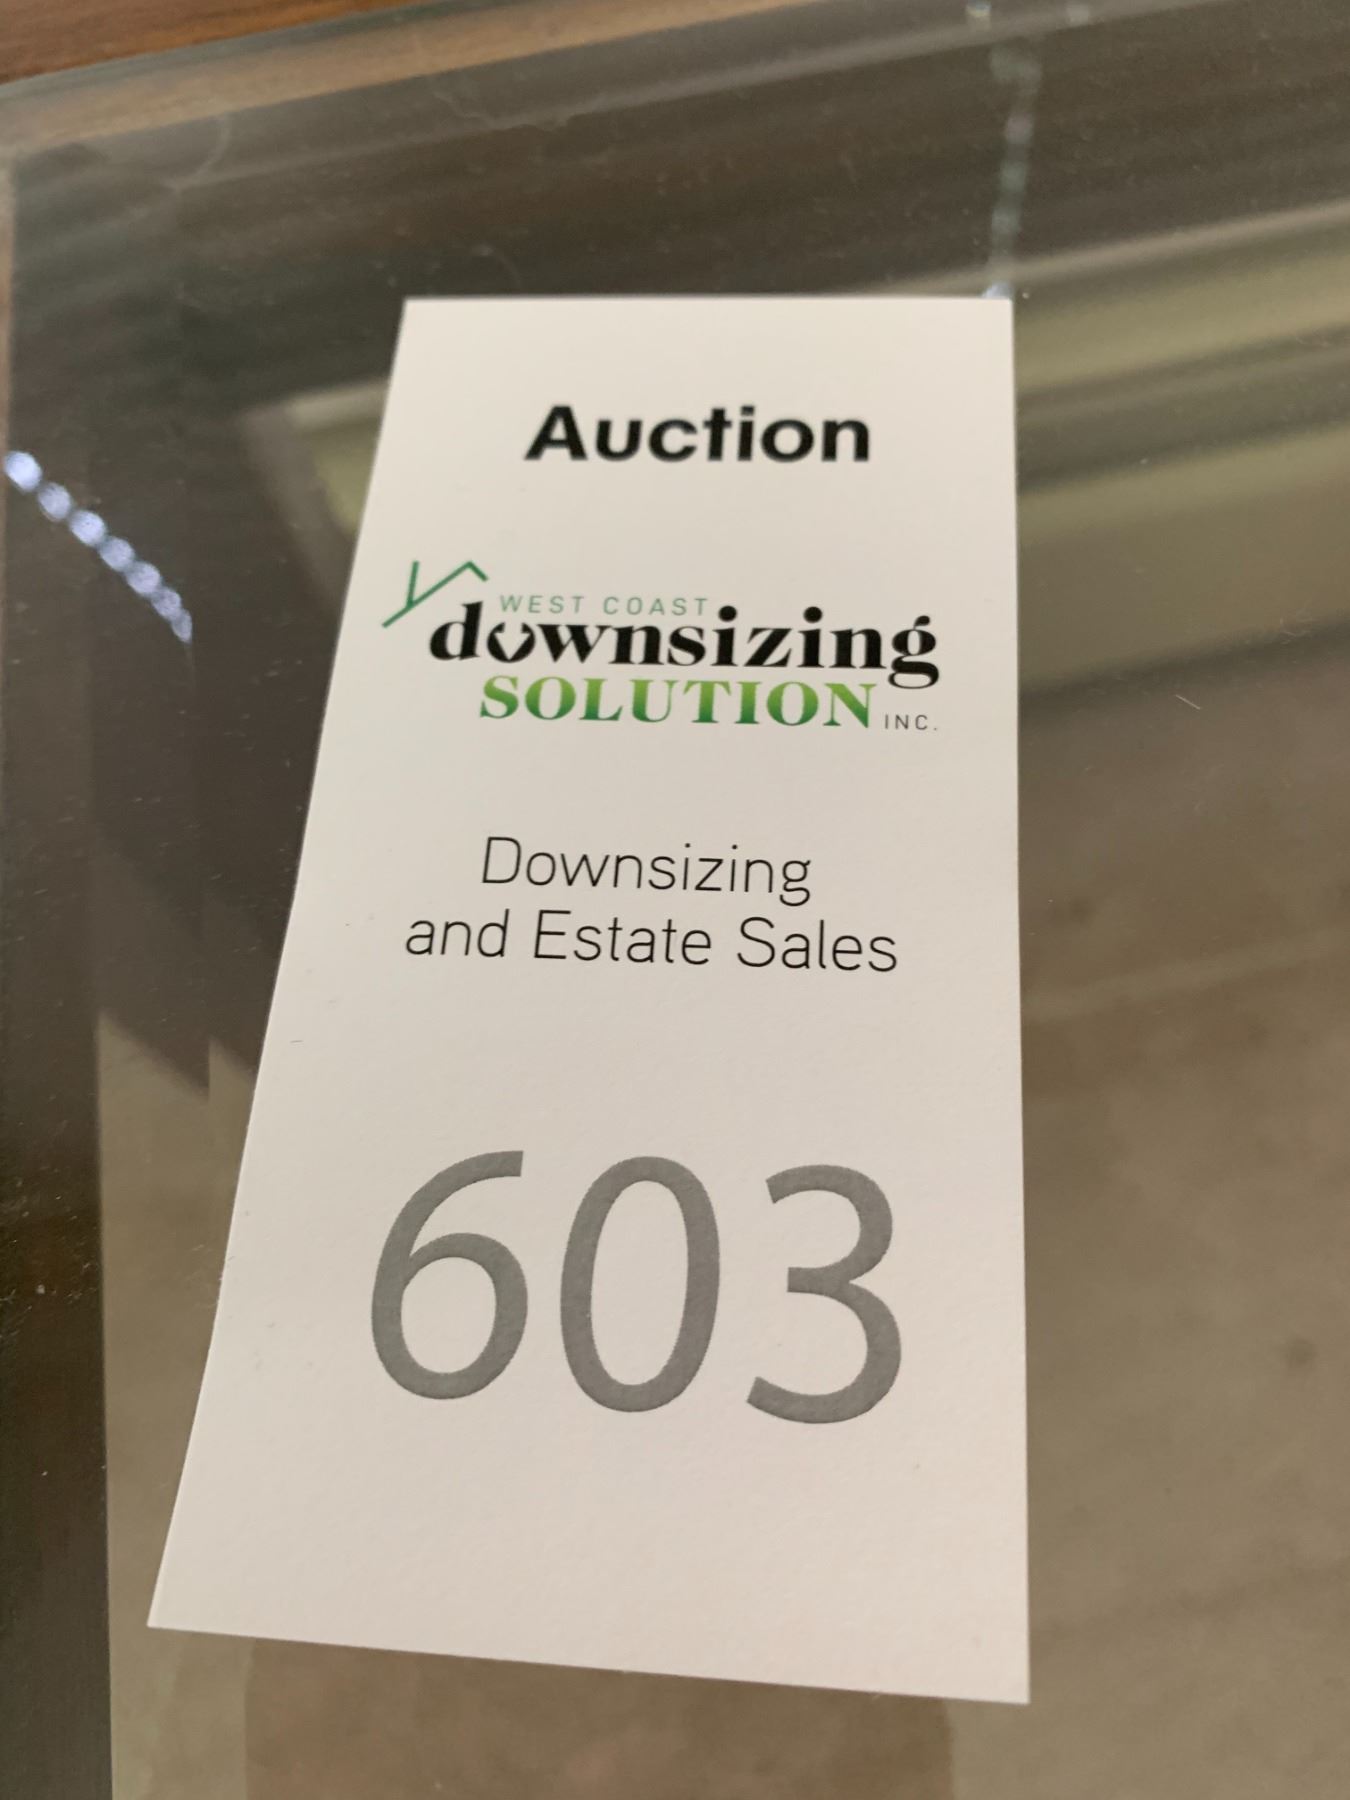 Auction
WEST COAST
downsizing
SOLUTION INC.
Downsizing
and Estate Sales
603